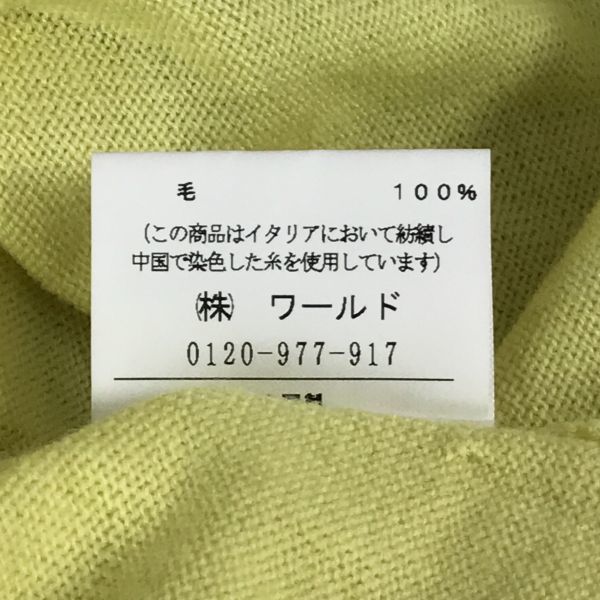 毛 100%
(この商品はイタリアにおいて紡績し
中国で染色した糸を使用しています)
㈱ ワールド
0120-977-917